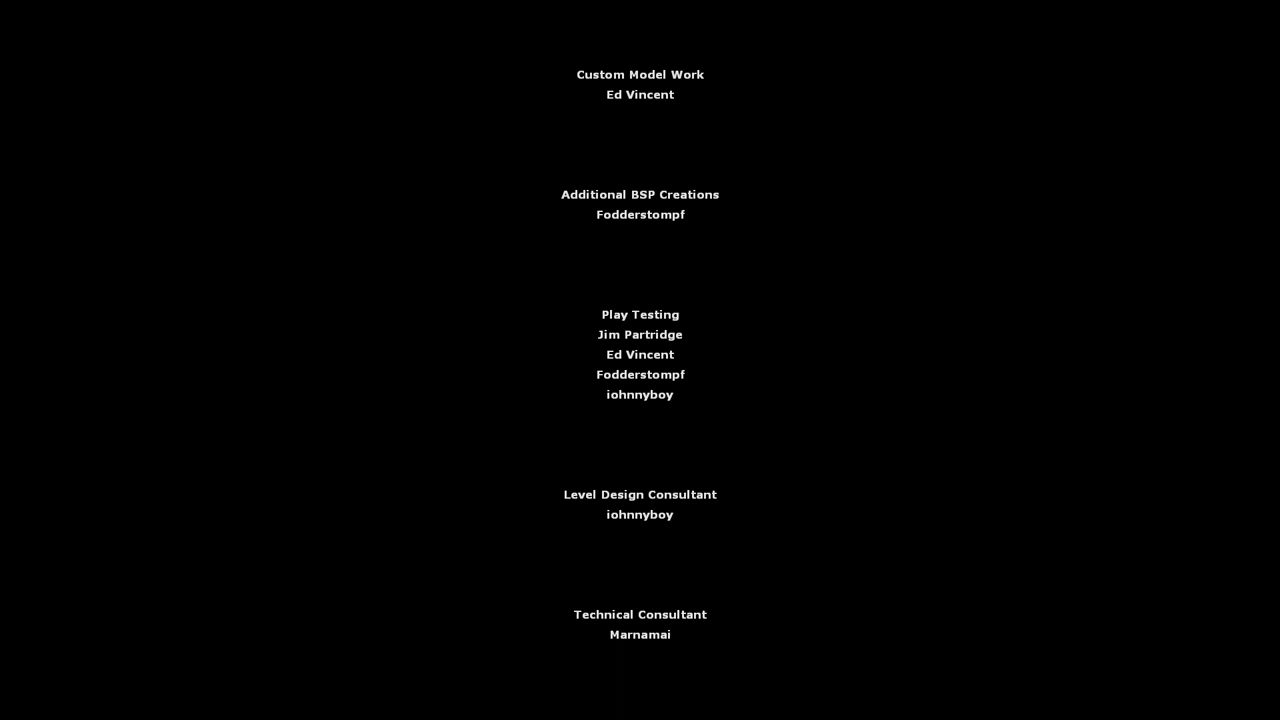 Custom Model Work
Ed Vincent
Additional BSP Creations
Fodderstompf
Play Testing
Jim Partridge
Ed Vincent
Fodderstompf
iohnnyboy
Level Design Consultant
iohnnyboy
Technical Consultant
Marnamai